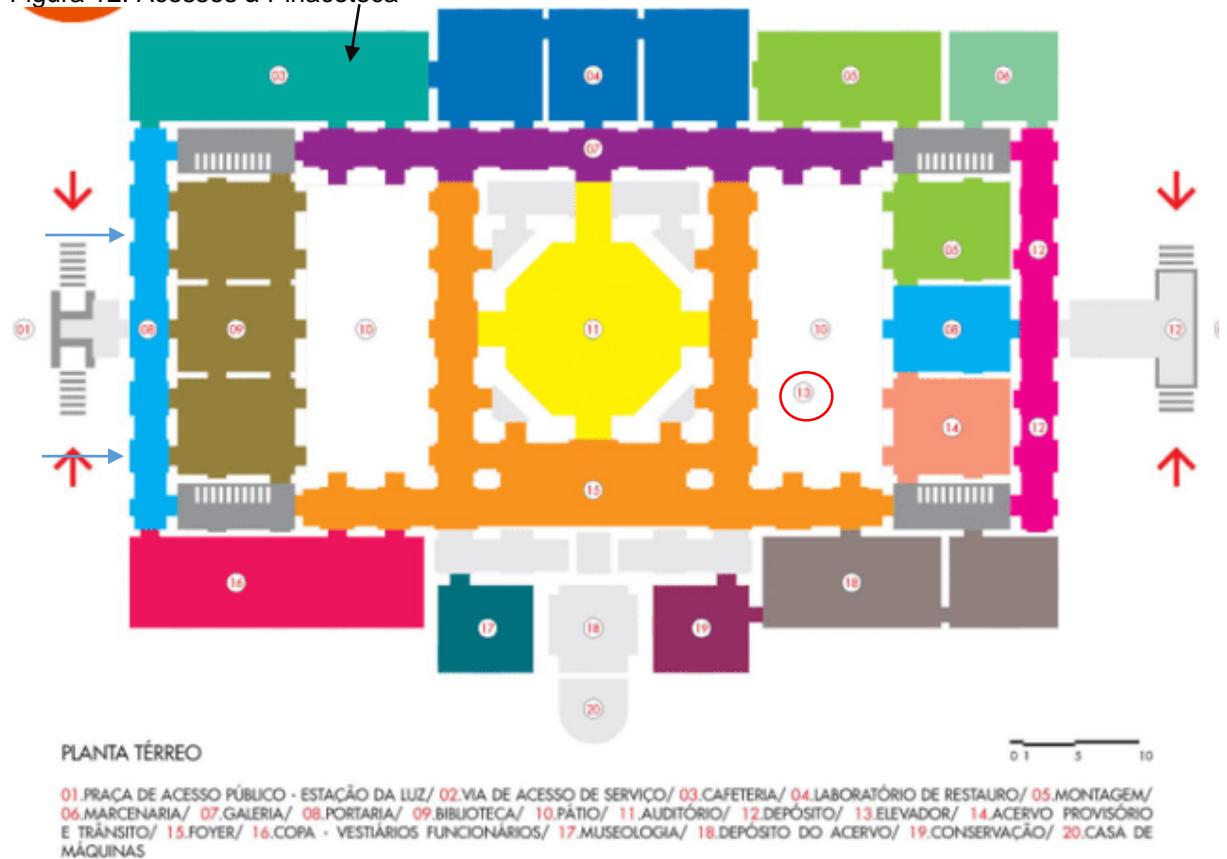 Figura 12: Acessos à Pinacoteca
03 04 05 06
07
05 12
01 08 09 10 11 10 08 12
13
14 12
15
16 18
17 18 19
20
PLANTA TÉRREO
0 1 5 10
01.PRAÇA DE ACESSO PÚBLICO - ESTAÇÃO DA LUZ/ 02.VIA DE ACESSO DE SERVIÇO/ 03.CAFETERIA/ 04.LABORATÓRIO DE RESTAURO/ 05.MONTAGEM/
06.MARCENARIA/ 07.GALERIA/ 08.PORTARIA/ 09.BIBLIOTECA/ 10.PÁTIO/ 11.AUDITÓRIO/ 12.DEPÓSITO/ 13.ELEVADOR/ 14.ACERVO PROVISÓRIO
E TRÂNSITO/ 15.FOYER/ 16.COPA - VESTIÁRIOS FUNCIONÁRIOS/ 17.MUSEOLOGIA/ 18.DEPÓSITO DO ACERVO/ 19.CONSERVAÇÃO/ 20.CASA DE
MÁQUINAS